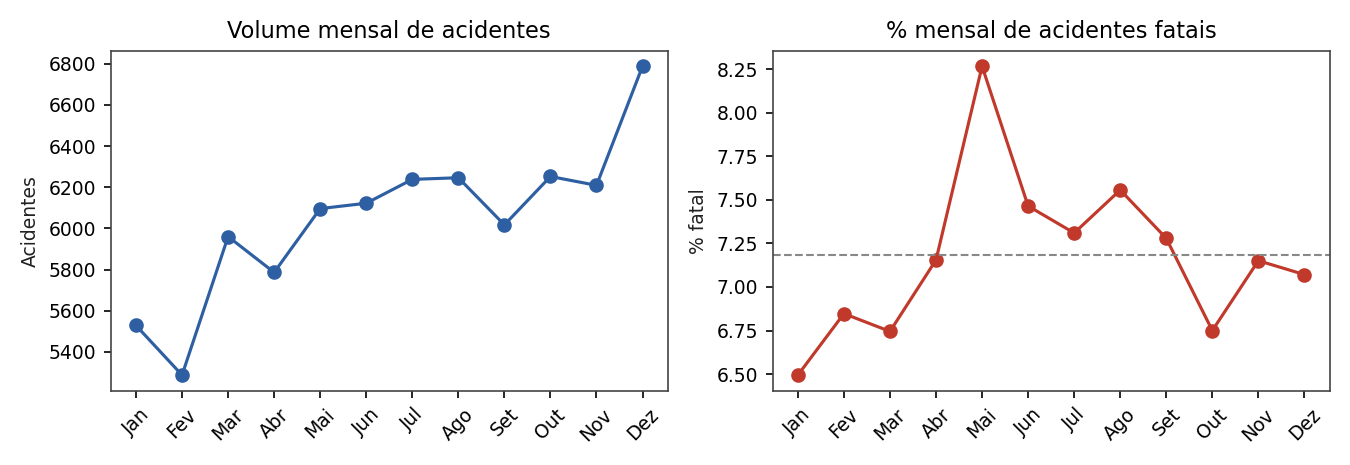 Volume mensal de acidentes
Acidentes
6800
6600
6400
6200
6000
5800
5600
5400
Jan Fev Mar Abr Mai Jun Jul Ago Set Out Nov Dez
% mensal de acidentes fatais
% fatal
8.25
8.00
7.75
7.50
7.25
7.00
6.75
6.50
Jan Fev Mar Abr Mai Jun Jul Ago Set Out Nov Dez